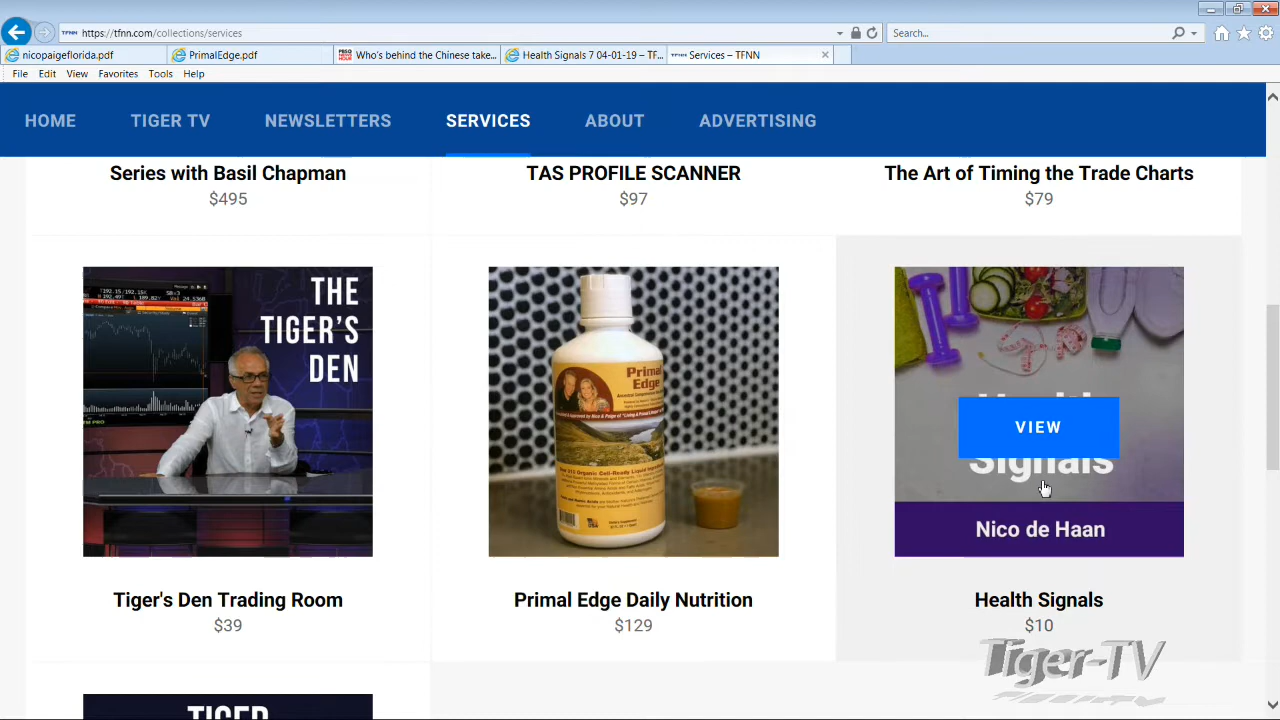 https://tfnn.com/collections/services
Search...
nicopaigeflorida.pdf
PrimalEdge.pdf
Who's behind the Chinese take...
Health Signals 7 04-01-19 – TF...
TFNN
Services – TFNN
File Edit View Favorites Tools Help
HOME
TIGER TV
NEWSLETTERS
SERVICES
ABOUT
ADVERTISING
Series with Basil Chapman
$495
TAS PROFILE SCANNER
$97
The Art of Timing the Trade Charts
$79
THE
TIGER'S
DEN
Tiger's Den Trading Room
$39
Primal
Edge
Primal Edge Daily Nutrition
$129
VIEW
Signals
Nico de Haan
Health Signals
$10
Tiger-TV
TIGER